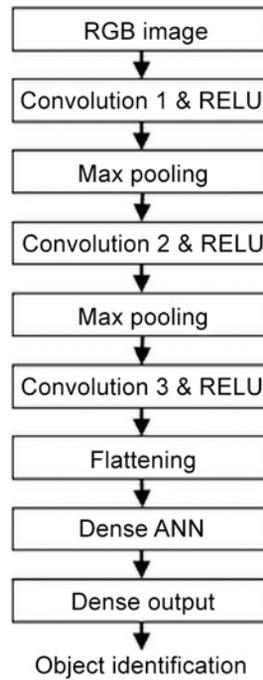 RGB image
Convolution 1 & RELU
Max pooling
Convolution 2 & RELU
Max pooling
Convolution 3 & RELU
Flattening
Dense ANN
Dense output
Object identification